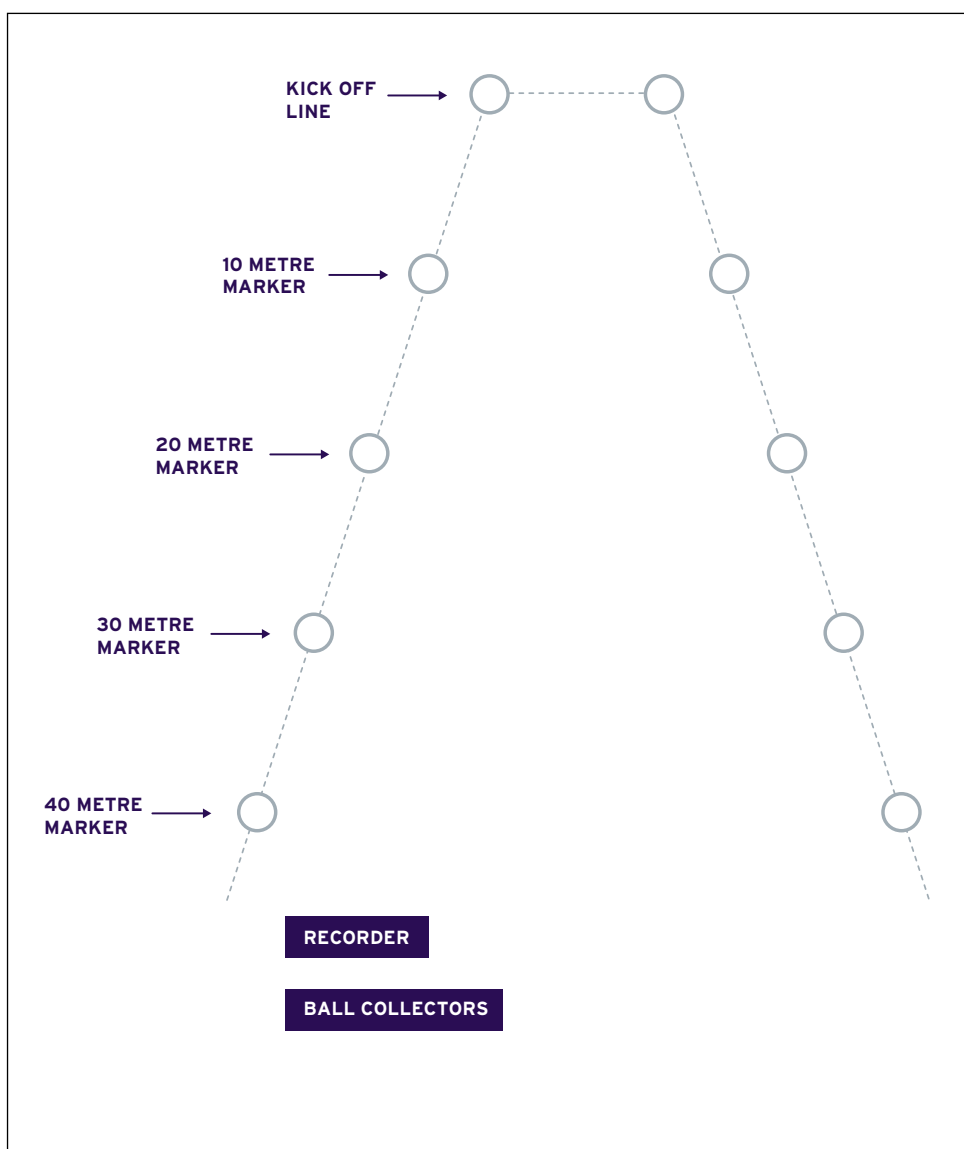 KICK OFF
LINE
10 METRE
MARKER
20 METRE
MARKER
30 METRE
MARKER
40 METRE
MARKER
RECORDER
BALL COLLECTORS